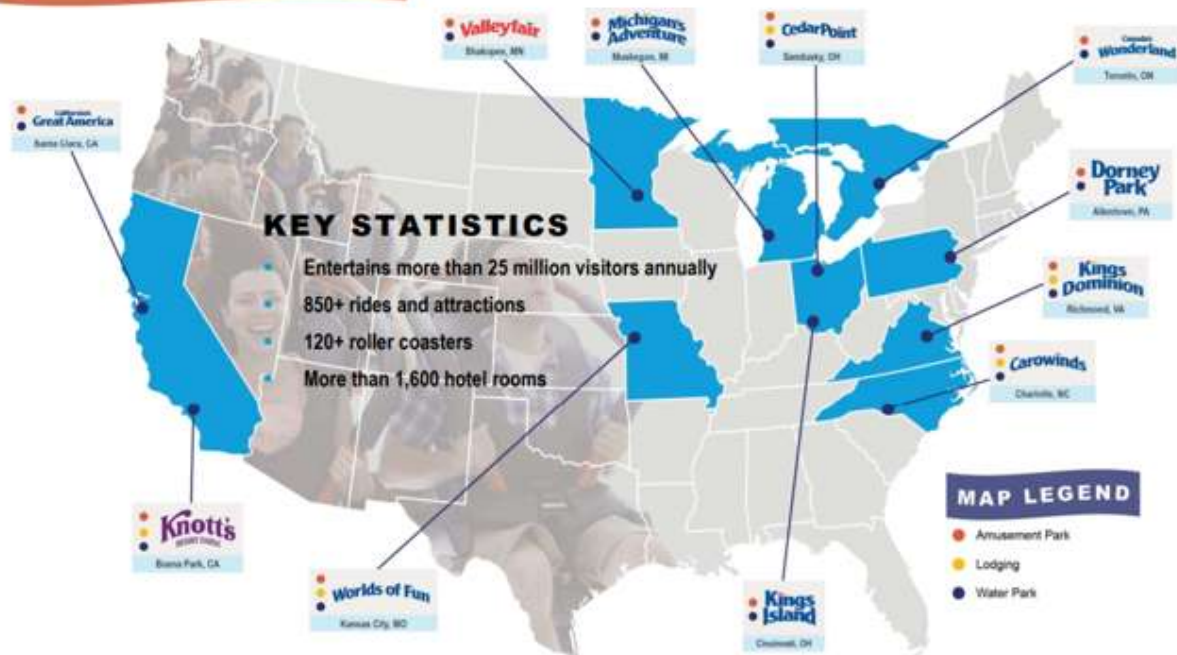 Valleyfair
Shakopee, MN
Michigan's
Adventure
Muskegon, MI
CedarPoint
Sandusky, OH
Canada's
Wonderland
Toronto, ON
California's
Great America
Santa Clara, CA
Dorney
Park
Allentown, PA
KEY STATISTICS
Entertains more than 25 million visitors annually
850+ rides and attractions
120+ roller coasters
More than 1,600 hotel rooms
Kings
Dominion
Richmond, VA
Carowinds
Charlotte, NC
MAP LEGEND
Amusement Park
Lodging
Water Park
Knott's
BERRY FARM
Buena Park, CA
Worlds of Fun
Kansas City, MO
Kings
Island
Cincinnati, OH